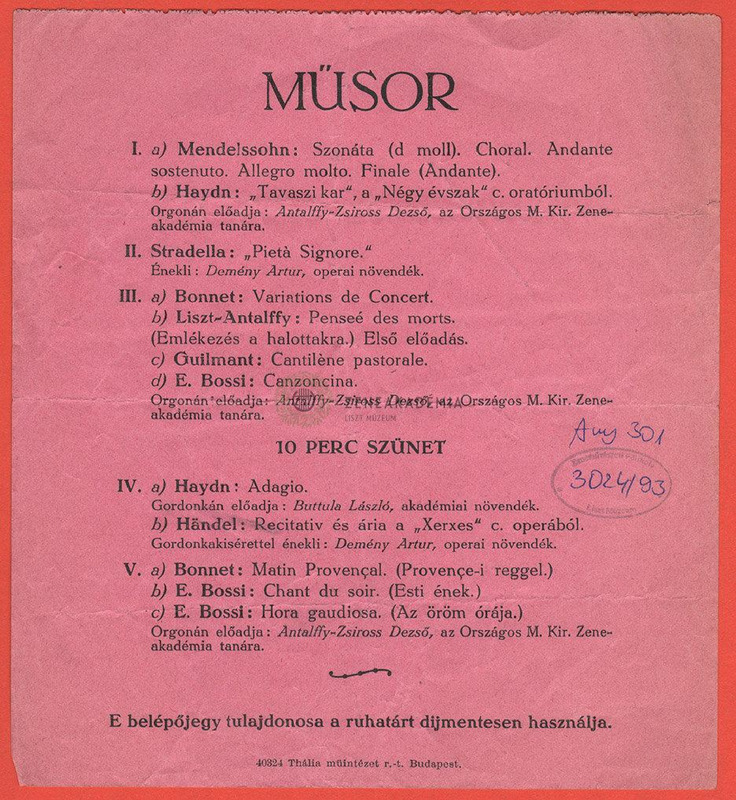 MŰSOR
I. a) Mendelssohn: Szonáta (d moll). Choral. Andante
sostenuto. Allegro molto. Finale (Andante).
b) Haydn: „Tavaszi kar“, a „Négy évszak“ c. oratóriumból.
Orgonán előadja: Antalffy-Zsiross Dezső, az Országos M. Kir. Zene-
akadémia tanára.
II. Stradella: „Pietà Signore.“
Énekli: Demény Artur, operai növendék.
III. a) Bonnet: Variations de Concert.
b) Liszt-Antalffy: Penseé des morts.
(Emlékezés a halottakra.) Első előadás.
c) Guilmant: Cantilène pastorale.
d) E. Bossi: Canzoncina.
Orgonán előadja: Antalffy-Zsiross Dezső, az Országos M. Kir. Zene-
akadémia tanára.
ZENEAKADÉMIA
LISZT MÚZEUM
10 PERC SZÜNET
Any 301
3024/93
IV. a) Haydn: Adagio.
Gordonkán előadja: Buttula László, akadémiai növendék.
b) Händel: Recitativ és ária a „Xerxes“ c. operából.
Gordonkakisérettel énekli: Demény Artur, operai növendék.
V. a) Bonnet: Matin Provençal. (Provençe-i reggel.)
b) E. Bossi: Chant du soir. (Esti ének.)
c) E. Bossi: Hora gaudiosa. (Az öröm órája.)
Orgonán előadja: Antalffy-Zsiross Dezső, az Országos M. Kir. Zene-
akadémia tanára.
E belépőjegy tulajdonosa a ruhatárt dijmentesen használja.
40324 Thália műintézet r.-t. Budapest.